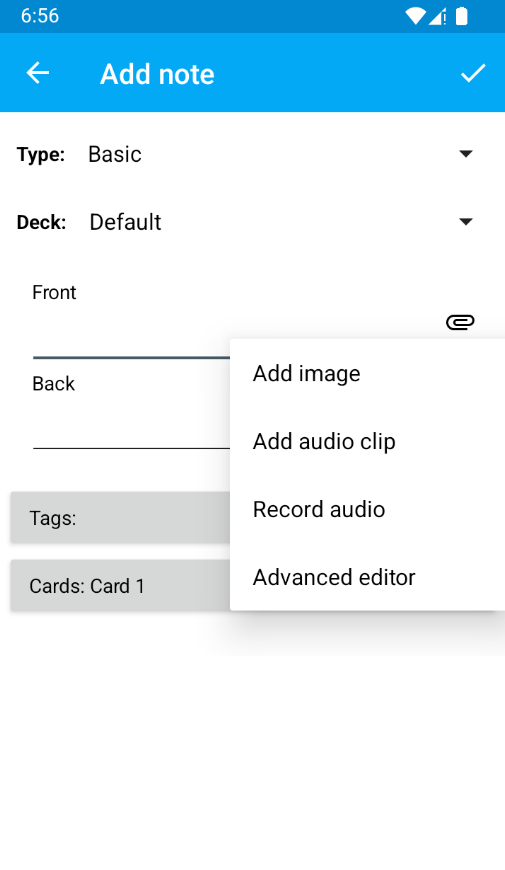 6:56
Add note
Type: Basic
Deck: Default
Front
Back
Add image
Add audio clip
Record audio
Advanced editor
Tags:
Cards: Card 1